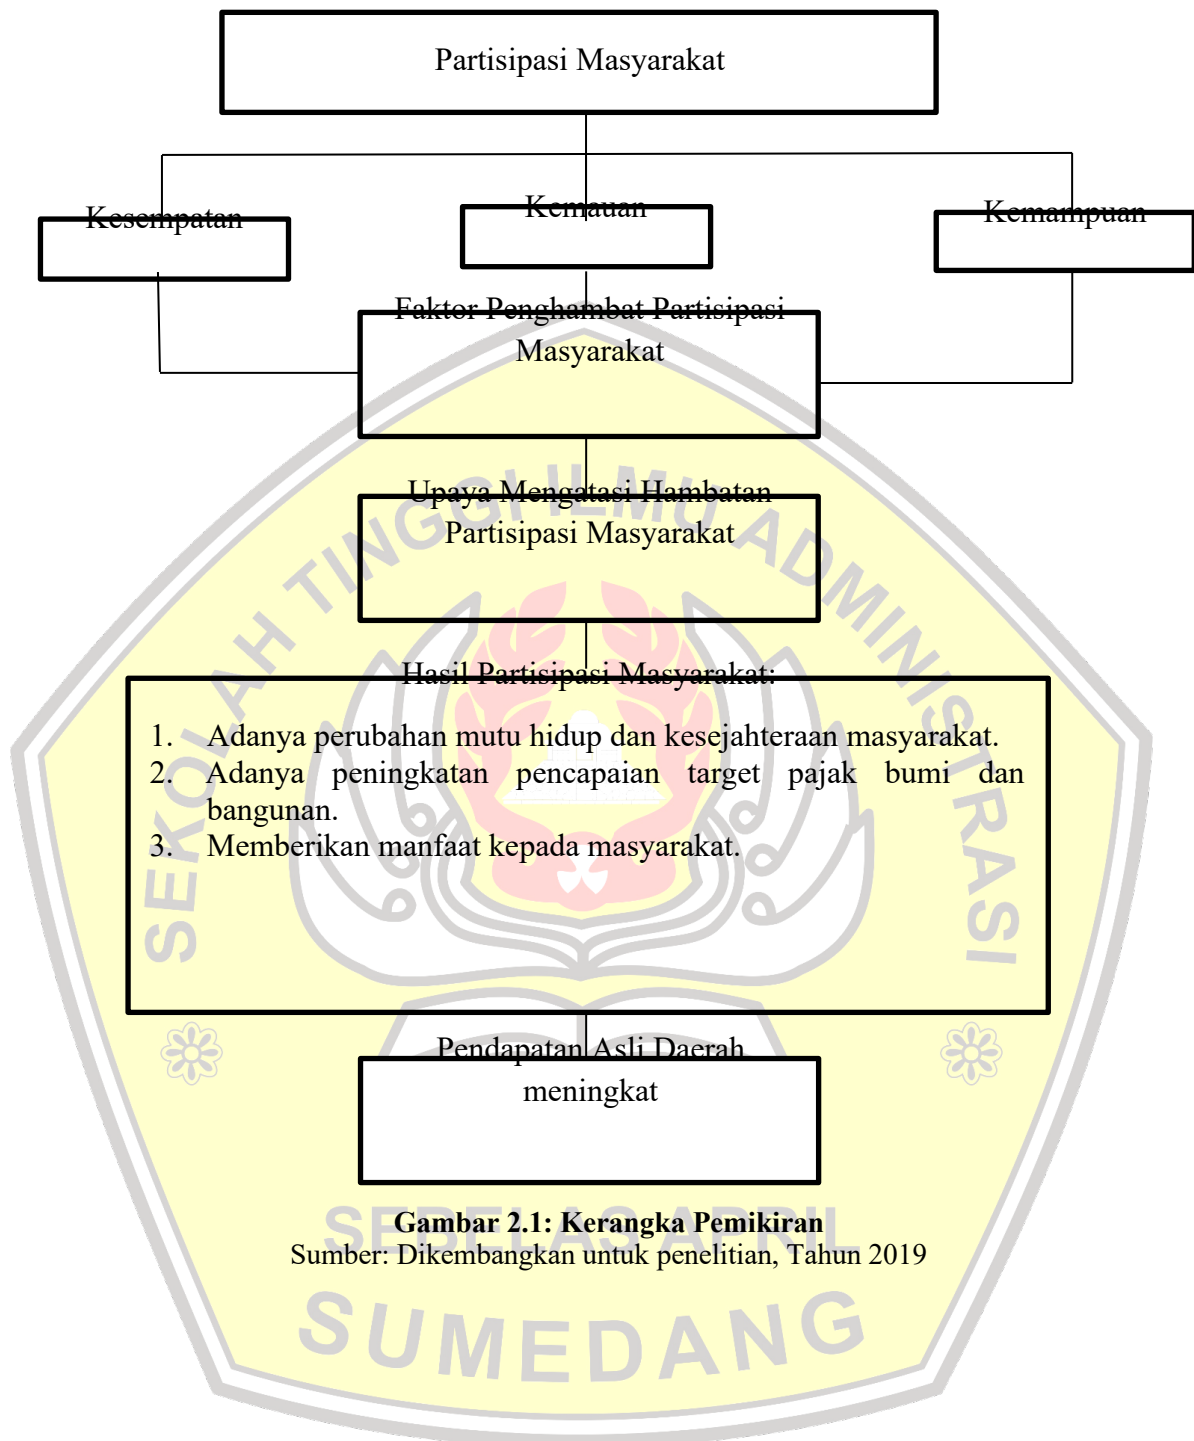 Partisipasi Masyarakat
Kesempatan
Kemauan
Kemampuan
Faktor Penghambat Partisipasi
Masyarakat
Upaya Mengatasi Hambatan
Partisipasi Masyarakat
Hasil Partisipasi Masyarakat:
1. Adanya perubahan mutu hidup dan kesejahteraan masyarakat.
2. Adanya peningkatan pencapaian target pajak bumi dan
bangunan.
3. Memberikan manfaat kepada masyarakat.
Pendapatan Asli Daerah
meningkat
Gambar 2.1: Kerangka Pemikiran
Sumber: Dikembangkan untuk penelitian, Tahun 2019
SEKOLAH TINGGI ILMU ADMINISTRASI
SEBELAS APRIL
SUMEDANG